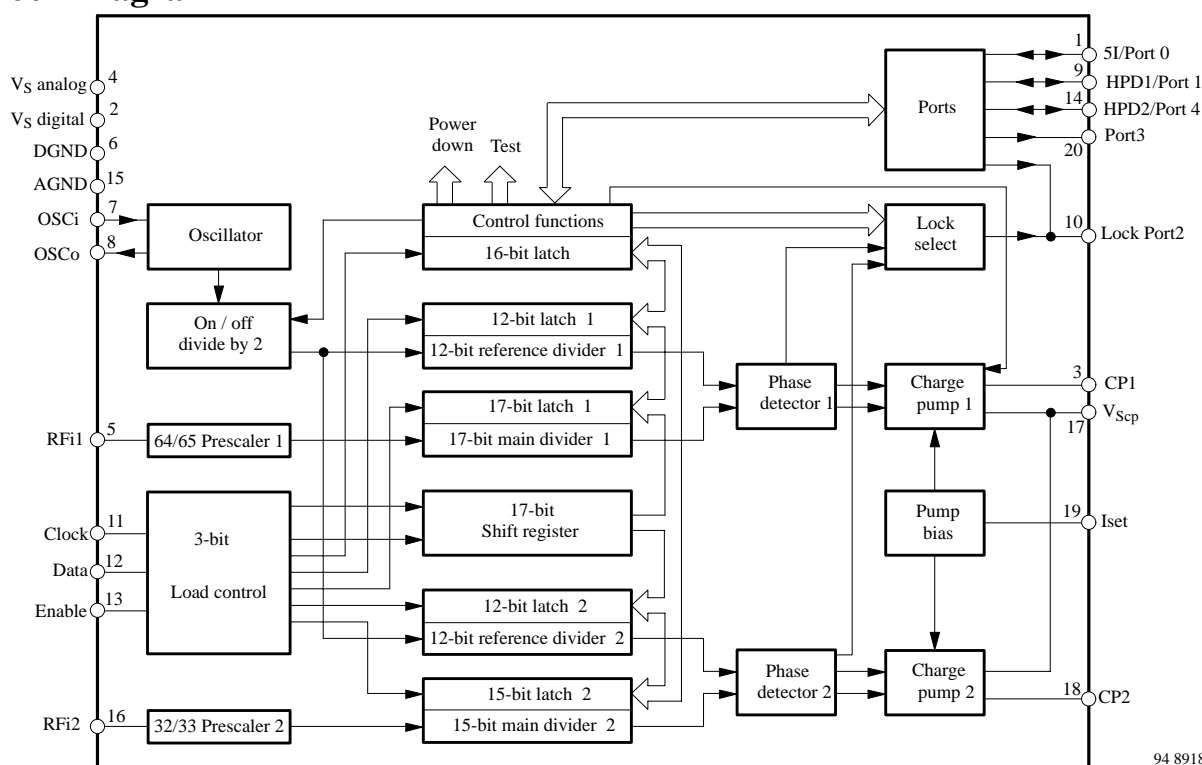 4
VS analog
2
VS digital
6
DGND
15
AGND
7
OSCi
8
OSCo
Oscillator
On / off
divide by 2
5
RFi1
64/65 Prescaler 1
11
Clock
12
Data
13
Enable
3-bit
Load control
16
RFi2
32/33 Prescaler 2
Power
down
Test
Control functions
16-bit latch
12-bit latch 1
12-bit reference divider 1
17-bit latch 1
17-bit main divider 1
17-bit
Shift register
12-bit latch 2
12-bit reference divider 2
15-bit latch 2
15-bit main divider 2
Phase
detector 1
Phase
detector 2
Ports
Lock
select
Charge
pump 1
Pump
bias
Charge
pump 2
1
5I/Port 0
9
HPD1/Port 1
14
HPD2/Port 4
Port3
20
10
Lock Port2
3
CP1
VScp
17
19
Iset
18
CP2
94 8918